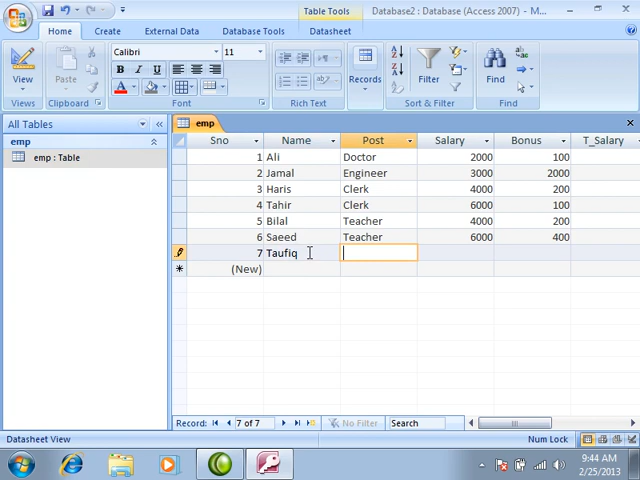 Table Tools
Database2 : Database (Access 2007) - M...
Home
Create
External Data
Database Tools
Datasheet
View
Views
Paste
Clipboard
Calibri
11
B I U
A
Font
Rich Text
Records
Filter
Sort & Filter
Find
Find
All Tables
«
emp
emp : Table
emp
Sno Name Post Salary Bonus T_Salary
1 Ali Doctor 2000 100
2 Jamal Engineer 3000 2000
3 Haris Clerk 4000 200
4 Tahir Clerk 6000 100
5 Bilal Teacher 4000 200
6 Saeed Teacher 6000 400
7 Taufiq
(New)
Record: 7 of 7 No Filter Search
Datasheet View
Num Lock
9:44 AM
2/25/2013